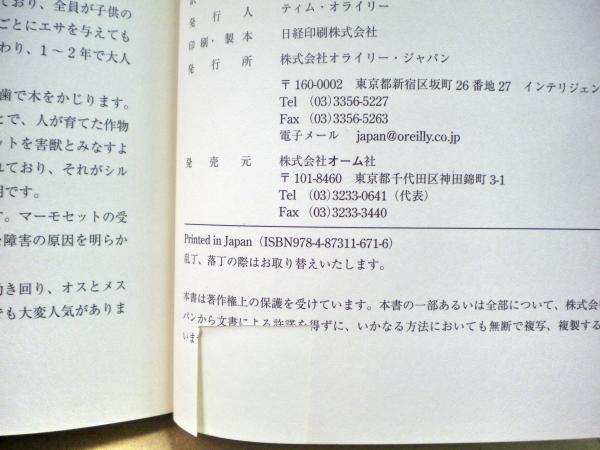 ており、全員が子供の
ごとにエサを与えても
わり、1〜2年で大人
歯で木をかじります。
とで、人が育てた作物
ットを害獣とみなすよ
れており、それがシル
明です。
す。マーモセットの受
障害の原因を明らか
動き回り、オスとメス
でも大変人気がありま
発行人 ティム・オライリー
印刷・製本 日経印刷株式会社
発行所 株式会社オライリー・ジャパン
〒160-0002 東京都新宿区坂町26番地27 インテリジェン
Tel (03)3356-5227
Fax (03)3356-5263
電子メール japan@oreilly.co.jp
発売元 株式会社オーム社
〒101-8460 東京都千代田区神田錦町3-1
Tel (03)3233-0641(代表)
Fax (03)3233-3440
Printed in Japan(ISBN978-4-87311-671-6)
乱丁、落丁の際はお取り替えいたします。
本書は著作権上の保護を受けています。本書の一部あるいは全部について、株式会
パンから文書による許諾を得ずに、いかなる方法においても無断で複写、複製する
いま